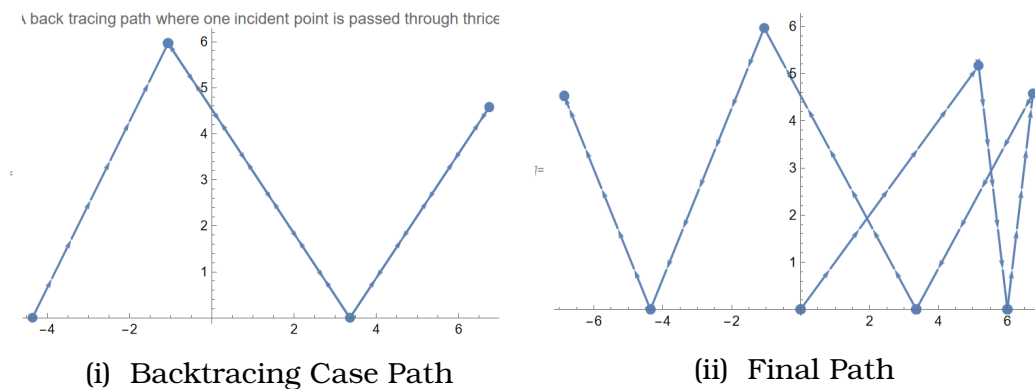 A back tracing path where one incident point is passed through thrice
6
5
4
3
2
1
−4 −2 2 4 6
(i) Backtracing Case Path
6
5
4
3
2
1
−6 −4 −2 2 4 6
(ii) Final Path